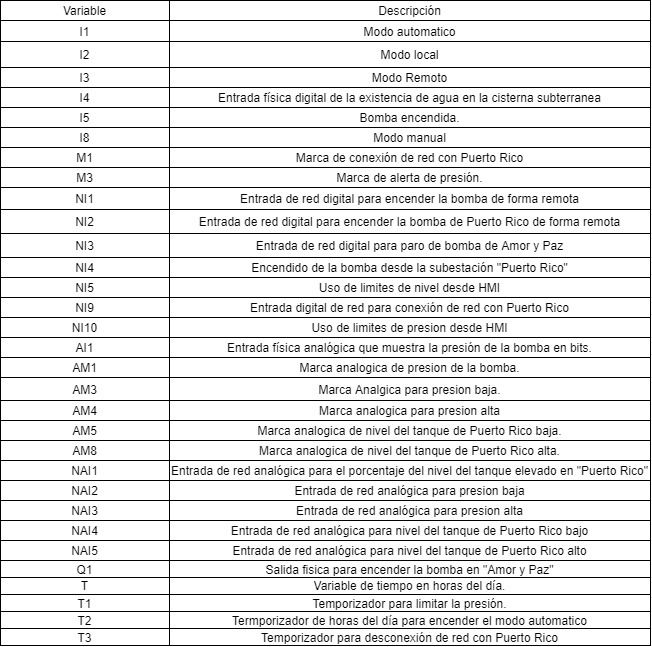 Variable Descripción
I1 Modo automatico
I2 Modo local
I3 Modo Remoto
I4 Entrada física digital de la existencia de agua en la cisterna subterranea
I5 Bomba encendida.
I8 Modo manual
M1 Marca de conexión de red con Puerto Rico
M3 Marca de alerta de presión.
NI1 Entrada de red digital para encender la bomba de forma remota
NI2 Entrada de red digital para encender la bomba de Puerto Rico de forma remota
NI3 Entrada de red digital para paro de bomba de Amor y Paz
NI4 Encendido de la bomba desde la subestación "Puerto Rico"
NI5 Uso de limites de nivel desde HMI
NI9 Entrada digital de red para conexión de red con Puerto Rico
NI10 Uso de limites de presion desde HMI
AI1 Entrada física analógica que muestra la presión de la bomba en bits.
AM1 Marca analogica de presion de la bomba.
AM3 Marca Analgica para presion baja.
AM4 Marca analogica para presion alta
AM5 Marca analogica de nivel del tanque de Puerto Rico baja.
AM8 Marca analogica de nivel del tanque de Puerto Rico alta.
NAI1 Entrada de red analógica para el porcentaje del nivel del tanque elevado en "Puerto Rico"
NAI2 Entrada de red analógica para presion baja
NAI3 Entrada de red analógica para presion alta
NAI4 Entrada de red analógica para nivel del tanque de Puerto Rico bajo
NAI5 Entrada de red analógica para nivel del tanque de Puerto Rico alto
Q1 Salida fisica para encender la bomba en "Amor y Paz"
T Variable de tiempo en horas del día.
T1 Temporizador para limitar la presión.
T2 Termporizador de horas del día para encender el modo automatico
T3 Temporizador para desconexión de red con Puerto Rico